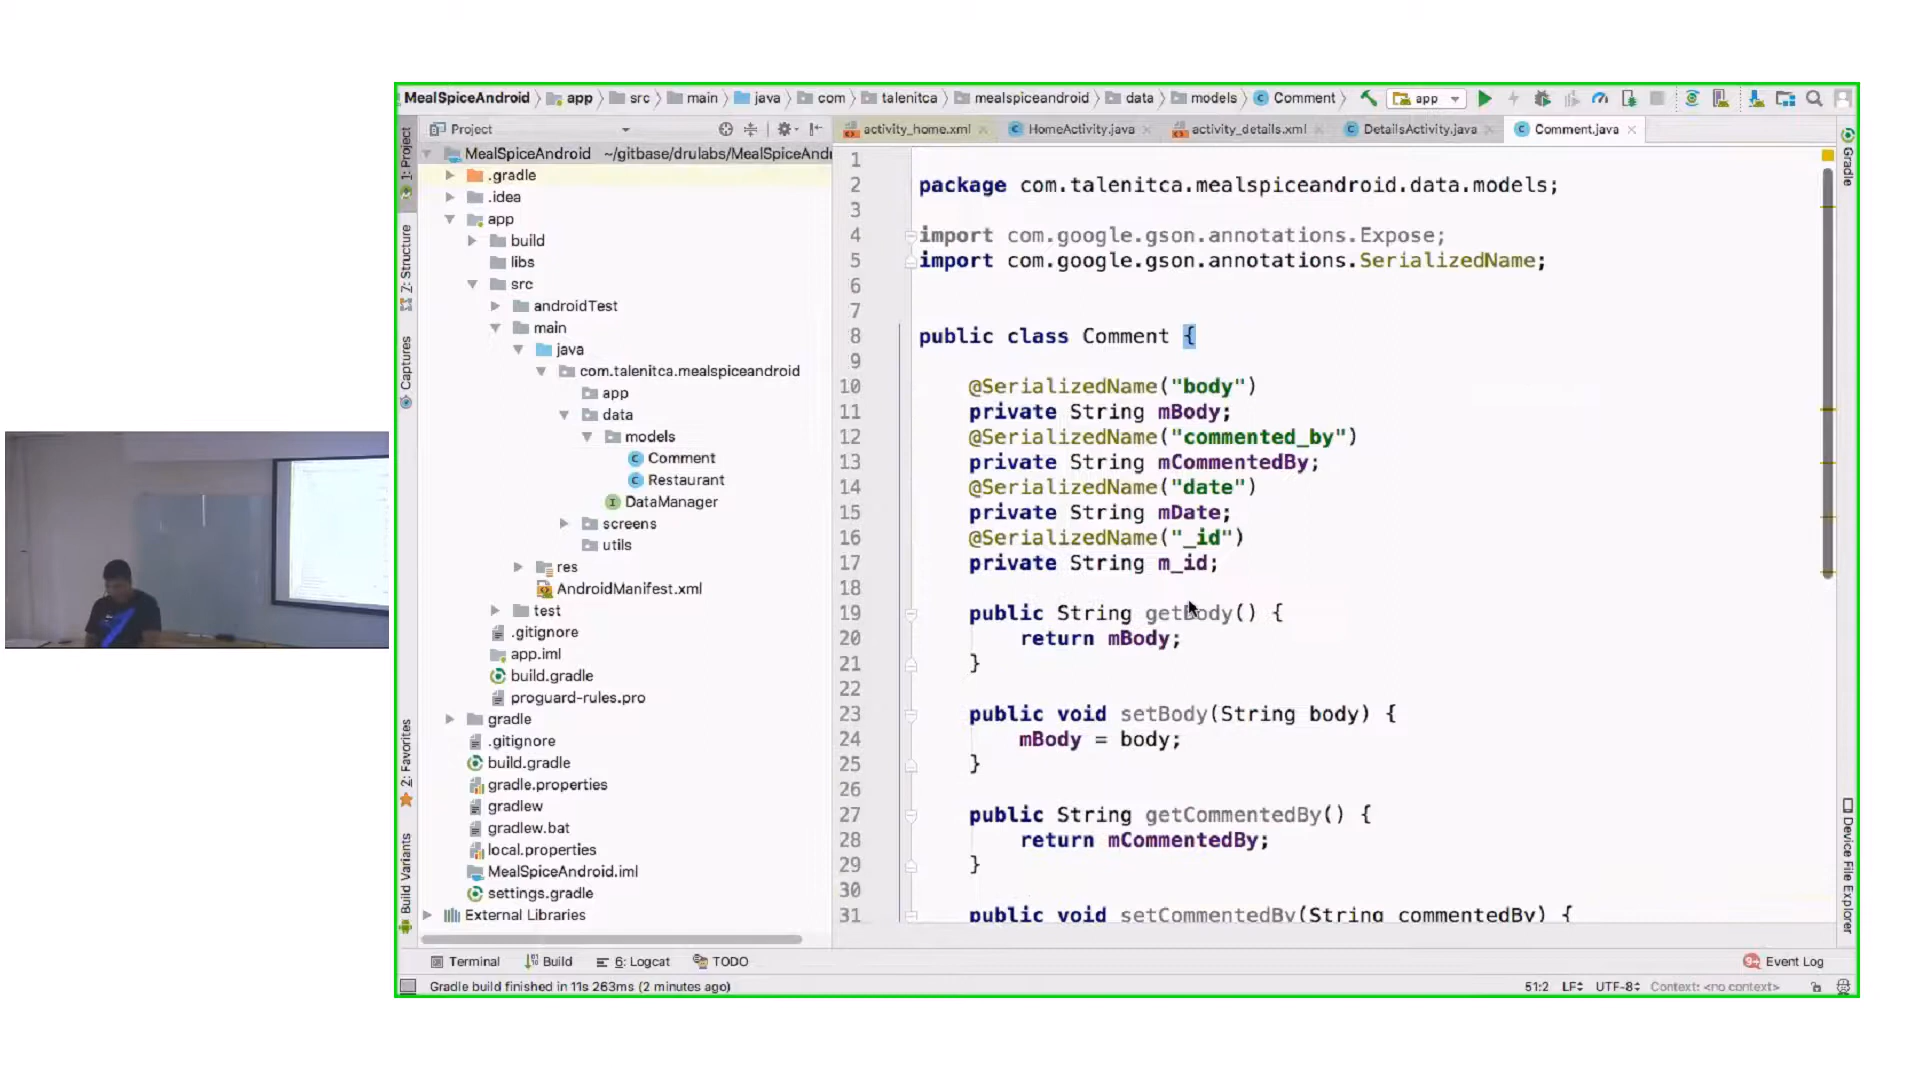 MealSpiceAndroid app src main java com talenitca mealspiceandroid data models Comment app
Project
activity_home.xml HomeActivity.java activity_details.xml DetailsActivity.java Comment.java
1: Project
7: Structure
Captures
2: Favorites
Build Variants
MealSpiceAndroid ~/gitbase/drulabs/MealSpiceAnd
.gradle
.idea
app
build
libs
src
androidTest
main
java
com.talenitca.mealspiceandroid
app
data
models
Comment
Restaurant
DataManager
screens
utils
res
AndroidManifest.xml
test
.gitignore
app.iml
build.gradle
proguard-rules.pro
gradle
.gitignore
build.gradle
gradle.properties
gradlew
gradlew.bat
local.properties
MealSpiceAndroid.iml
settings.gradle
External Libraries
1
2 package com.talenitca.mealspiceandroid.data.models;
3
4 import com.google.gson.annotations.Expose;
5 import com.google.gson.annotations.SerializedName;
6
7
8 public class Comment {
9
10 @SerializedName("body")
11 private String mBody;
12 @SerializedName("commented_by")
13 private String mCommentedBy;
14 @SerializedName("date")
15 private String mDate;
16 @SerializedName("_id")
17 private String m_id;
18
19 public String getBody() {
20 return mBody;
21 }
22
23 public void setBody(String body) {
24 mBody = body;
25 }
26
27 public String getCommentedBy() {
28 return mCommentedBy;
29 }
30
31 public void setCommentedBy(String commentedBy) {
Gradle
Device File Explorer
Terminal Build 6: Logcat TODO Event Log
Gradle build finished in 11s 263ms (2 minutes ago) 51:2 LF UTF-8 Context: <no context>